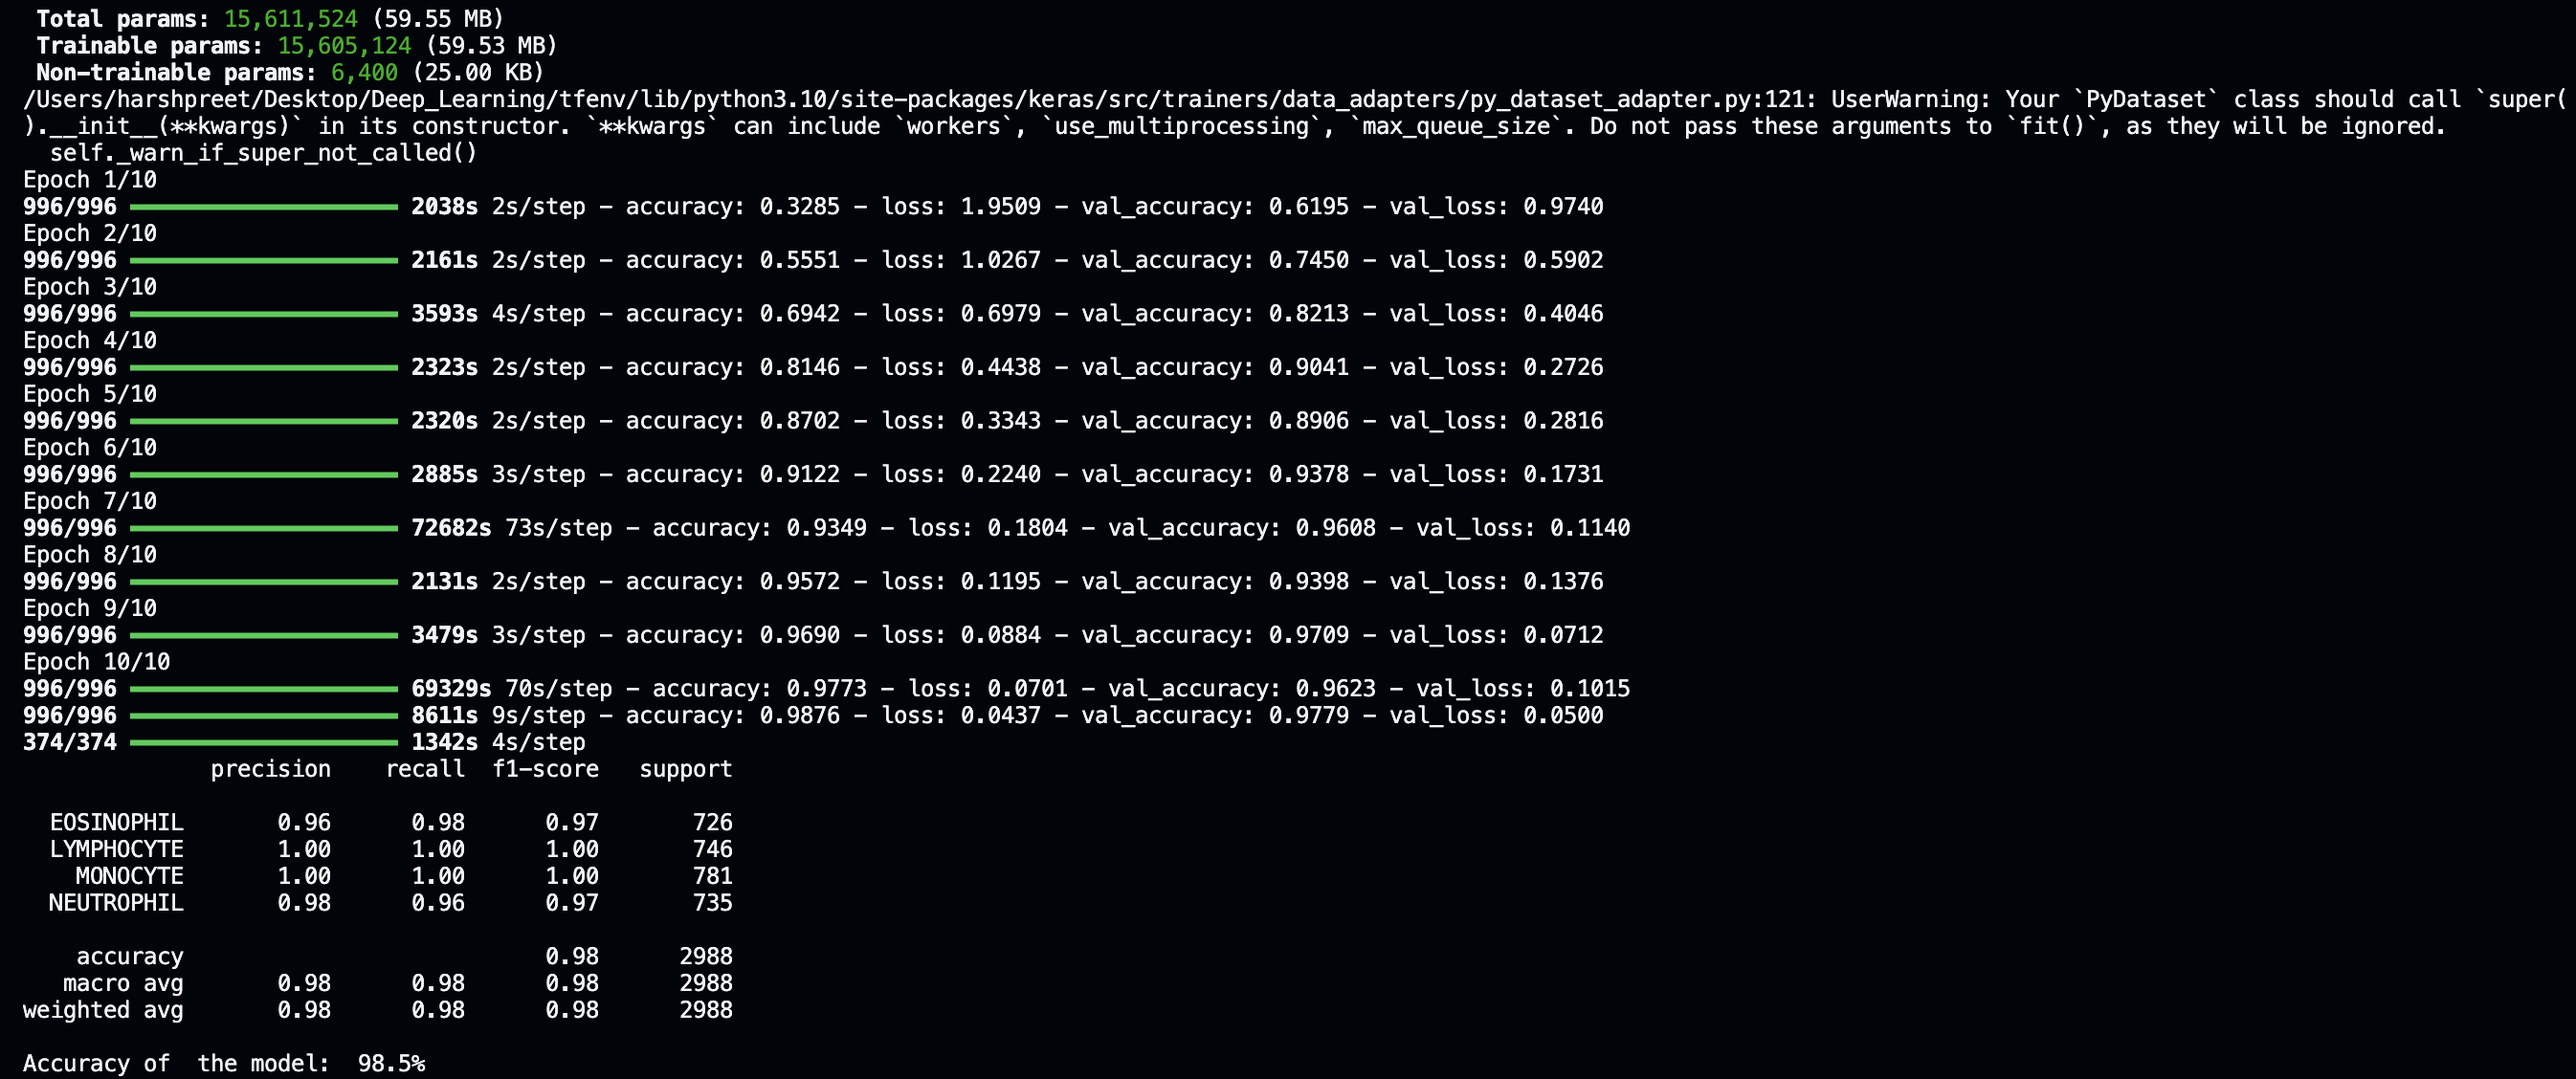 Total params: 15,611,524 (59.55 MB)
Trainable params: 15,605,124 (59.53 MB)
Non-trainable params: 6,400 (25.00 KB)
/Users/harshpreet/Desktop/Deep_Learning/tfenv/lib/python3.10/site-packages/keras/src/trainers/data_adapters/py_dataset_adapter.py:121: UserWarning: Your `PyDataset` class should call `super(
).__init__(**kwargs)` in its constructor. `**kwargs` can include `workers`, `use_multiprocessing`, `max_queue_size`. Do not pass these arguments to `fit()`, as they will be ignored.
  self._warn_if_super_not_called()
Epoch 1/10
996/996 2038s 2s/step - accuracy: 0.3285 - loss: 1.9509 - val_accuracy: 0.6195 - val_loss: 0.9740
Epoch 2/10
996/996 2161s 2s/step - accuracy: 0.5551 - loss: 1.0267 - val_accuracy: 0.7450 - val_loss: 0.5902
Epoch 3/10
996/996 3593s 4s/step - accuracy: 0.6942 - loss: 0.6979 - val_accuracy: 0.8213 - val_loss: 0.4046
Epoch 4/10
996/996 2323s 2s/step - accuracy: 0.8146 - loss: 0.4438 - val_accuracy: 0.9041 - val_loss: 0.2726
Epoch 5/10
996/996 2320s 2s/step - accuracy: 0.8702 - loss: 0.3343 - val_accuracy: 0.8906 - val_loss: 0.2816
Epoch 6/10
996/996 2885s 3s/step - accuracy: 0.9122 - loss: 0.2240 - val_accuracy: 0.9378 - val_loss: 0.1731
Epoch 7/10
996/996 72682s 73s/step - accuracy: 0.9349 - loss: 0.1804 - val_accuracy: 0.9608 - val_loss: 0.1140
Epoch 8/10
996/996 2131s 2s/step - accuracy: 0.9572 - loss: 0.1195 - val_accuracy: 0.9398 - val_loss: 0.1376
Epoch 9/10
996/996 3479s 3s/step - accuracy: 0.9690 - loss: 0.0884 - val_accuracy: 0.9709 - val_loss: 0.0712
Epoch 10/10
996/996 69329s 70s/step - accuracy: 0.9773 - loss: 0.0701 - val_accuracy: 0.9623 - val_loss: 0.1015
996/996 8611s 9s/step - accuracy: 0.9876 - loss: 0.0437 - val_accuracy: 0.9779 - val_loss: 0.0500
374/374 1342s 4s/step
precision recall f1-score support
EOSINOPHIL 0.96 0.98 0.97 726
LYMPHOCYTE 1.00 1.00 1.00 746
MONOCYTE 1.00 1.00 1.00 781
NEUTROPHIL 0.98 0.96 0.97 735
accuracy 0.98 2988
macro avg 0.98 0.98 0.98 2988
weighted avg 0.98 0.98 0.98 2988
Accuracy of  the model:  98.5%